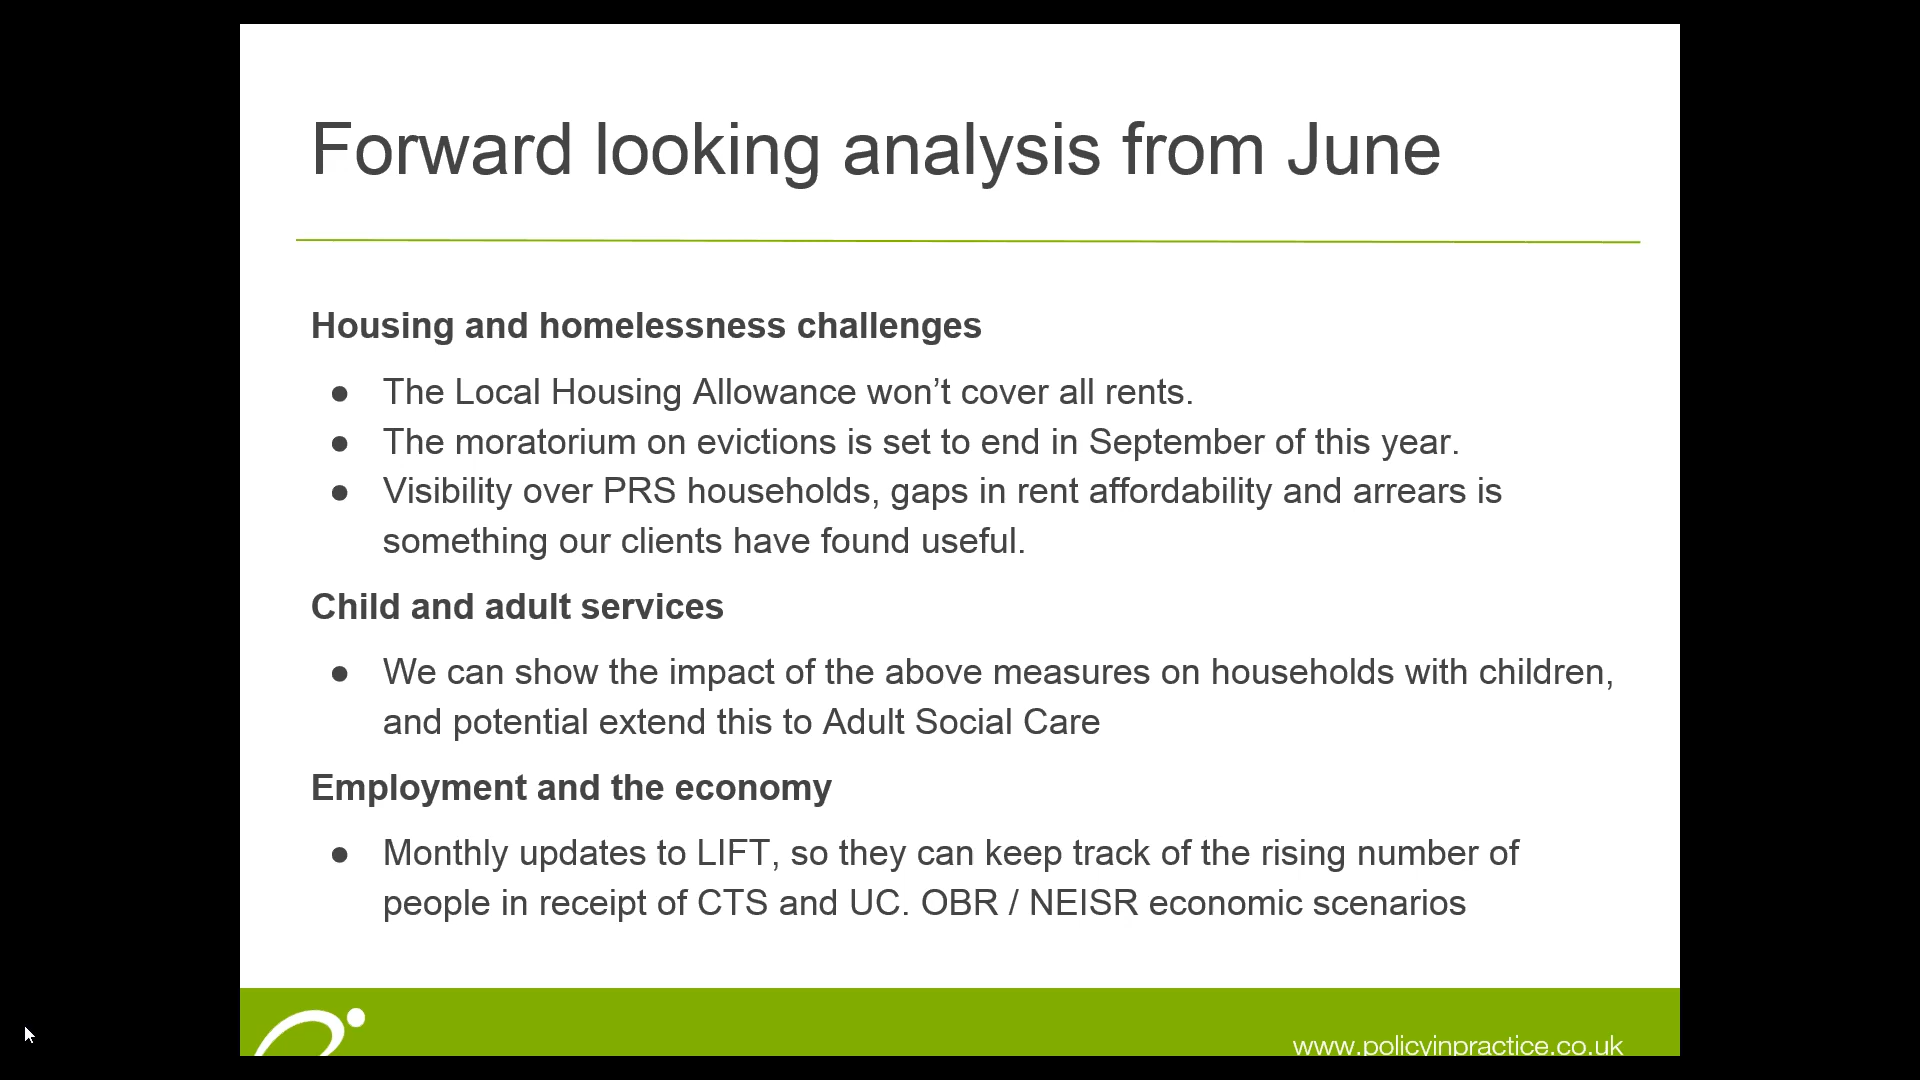 Forward looking analysis from June
Housing and homelessness challenges
● The Local Housing Allowance won’t cover all rents.
● The moratorium on evictions is set to end in September of this year.
● Visibility over PRS households, gaps in rent affordability and arrears is
something our clients have found useful.
Child and adult services
● We can show the impact of the above measures on households with children,
and potential extend this to Adult Social Care
Employment and the economy
● Monthly updates to LIFT, so they can keep track of the rising number of
people in receipt of CTS and UC. OBR / NEISR economic scenarios
www.policyinpractice.co.uk